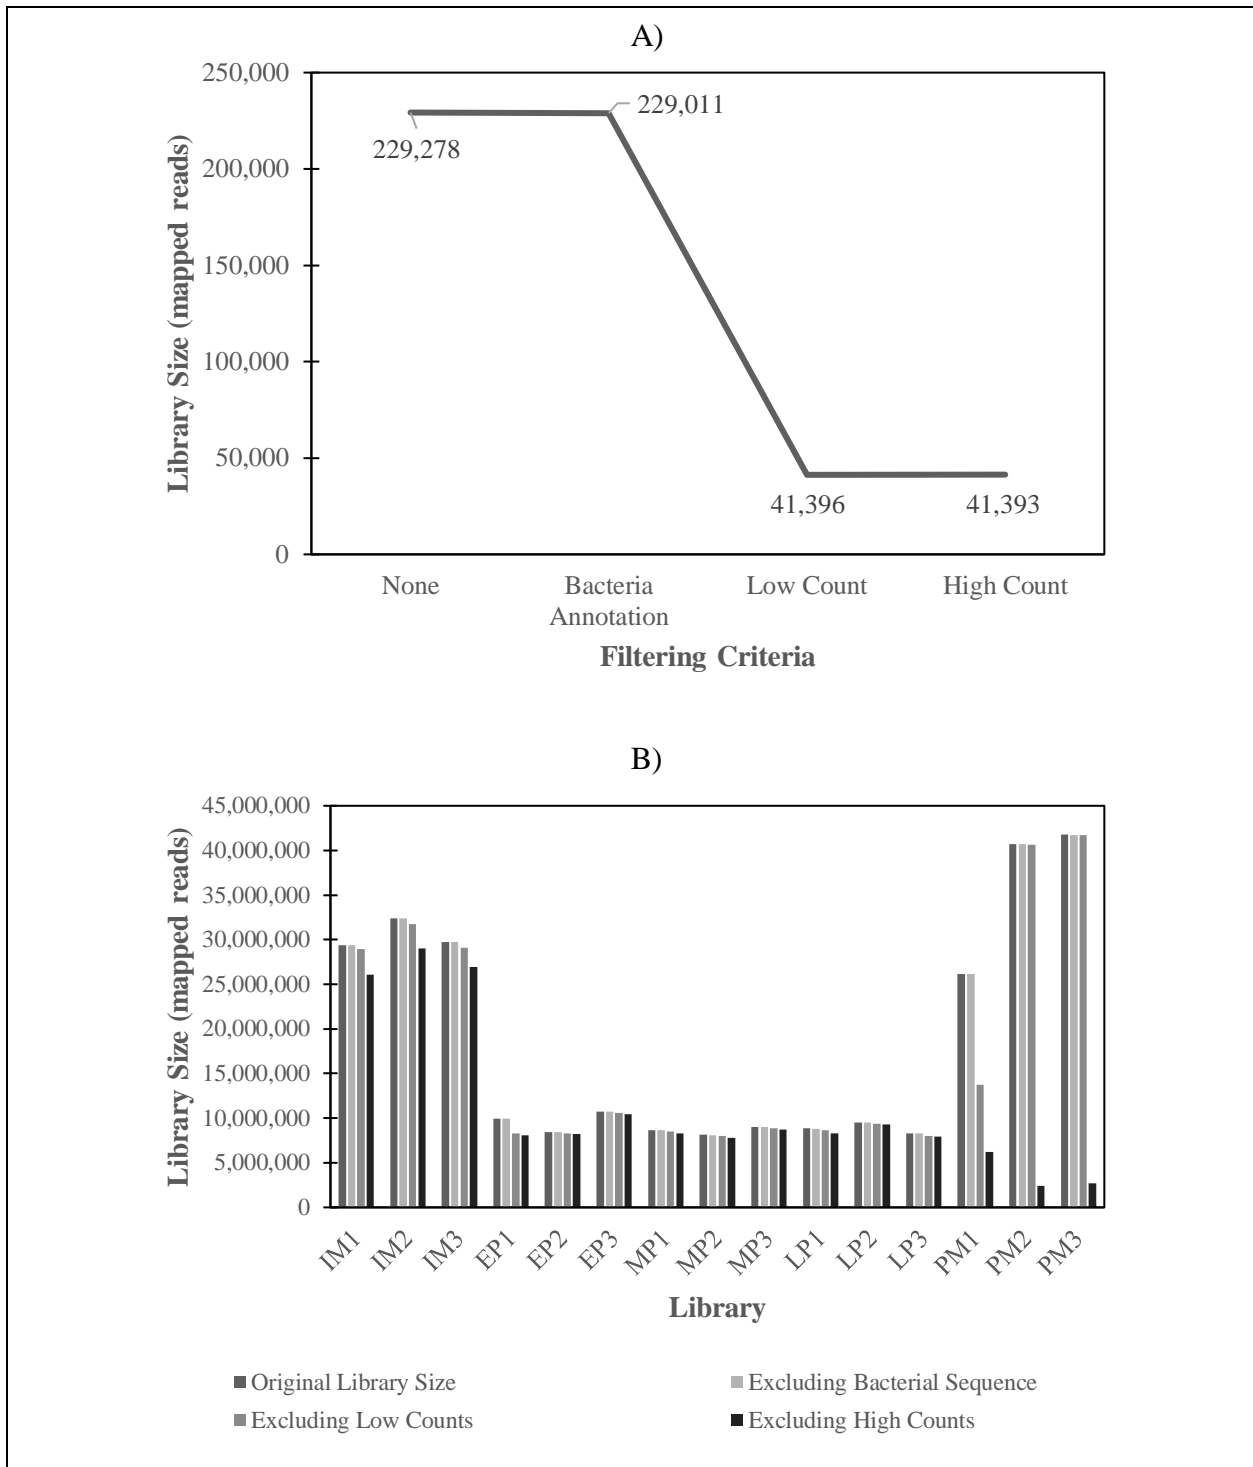 A)
250,000
200,000
150,000
100,000
50,000
0
Library Size (mapped reads)
229,278
229,011
41,396
41,393
None
Bacteria
Annotation
Low Count
High Count
Filtering Criteria
B)
45,000,000
40,000,000
35,000,000
30,000,000
25,000,000
20,000,000
15,000,000
10,000,000
5,000,000
0
Library Size (mapped reads)
IM1
IM2
IM3
EP1
EP2
EP3
MP1
MP2
MP3
LP1
LP2
LP3
PM1
PM2
PM3
Library
Original Library Size
Excluding Bacterial Sequence
Excluding Low Counts
Excluding High Counts